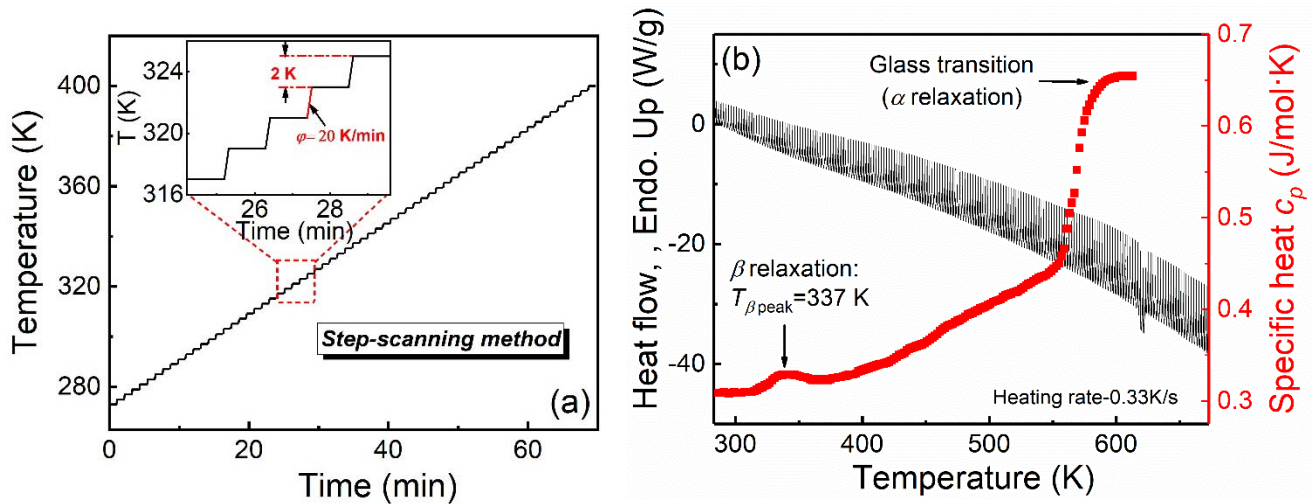 (a)
Temperature (K)
400
360
320
280
0
20
40
60
Time (min)
T (K)
324
320
316
26
28
Time (min)
2 K
φ=20 K/min
Step-scanning method
(b)
Heat flow, , Endo. Up (W/g)
0
-20
-40
300
400
500
600
Temperature (K)
Specific heat cp (J/mol·K)
0.7
0.6
0.5
0.4
0.3
Glass transition
(α relaxation)
β relaxation:
Tβ peak=337 K
Heating rate-0.33K/s